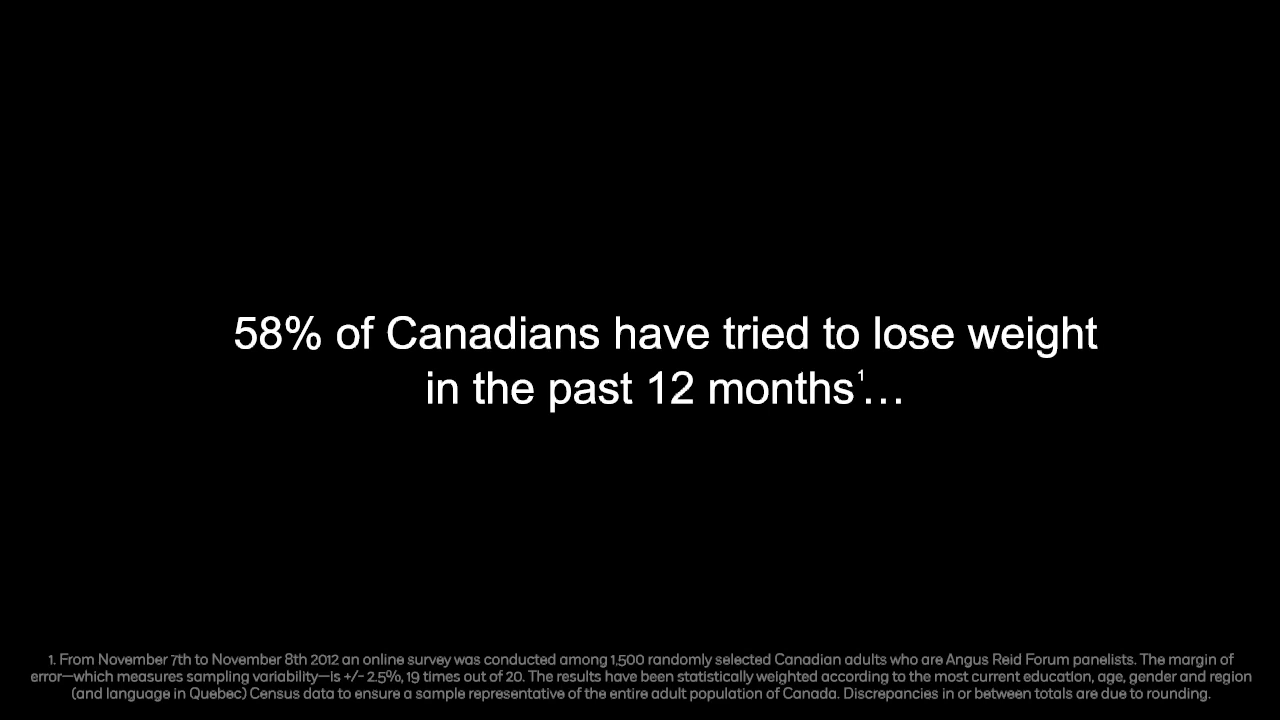 58% of Canadians have tried to lose weight
in the past 12 months¹...
1. From November 7th to November 8th 2012 an online survey was conducted among 1,500 randomly selected Canadian adults who are Angus Reid Forum panelists. The margin of
error—which measures sampling variability—is +/- 2.5%, 19 times out of 20. The results have been statistically weighted according to the most current education, age, gender and region
(and language in Quebec) Census data to ensure a sample representative of the entire adult population of Canada. Discrepancies in or between totals are due to rounding.